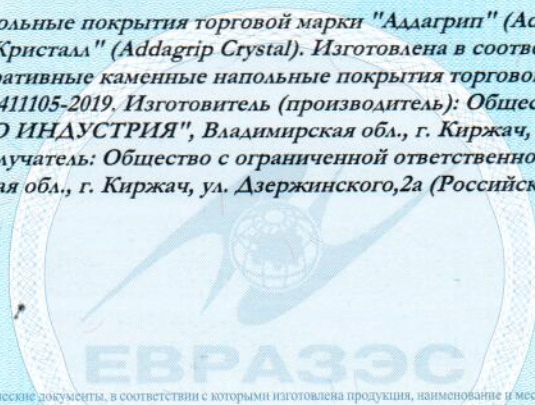 ольные покрытия торговой марки "Аддагрип" (Ad
Кристалл" (Addagrip Crystal). Изготовлена в соотве
ративные каменные напольные покрытия торгово
411105-2019. Изготовитель (производитель): Общес
О ИНДУСТРИЯ", Владимирская обл., г. Киржач,
лучатель: Общество с ограниченной ответственно
ая обл., г. Киржач, ул. Дзержинского,2а (Российск
ЕВРАЗЭС
ческие документы, в соответствии с которыми изготовлена продукция, наименование и мес